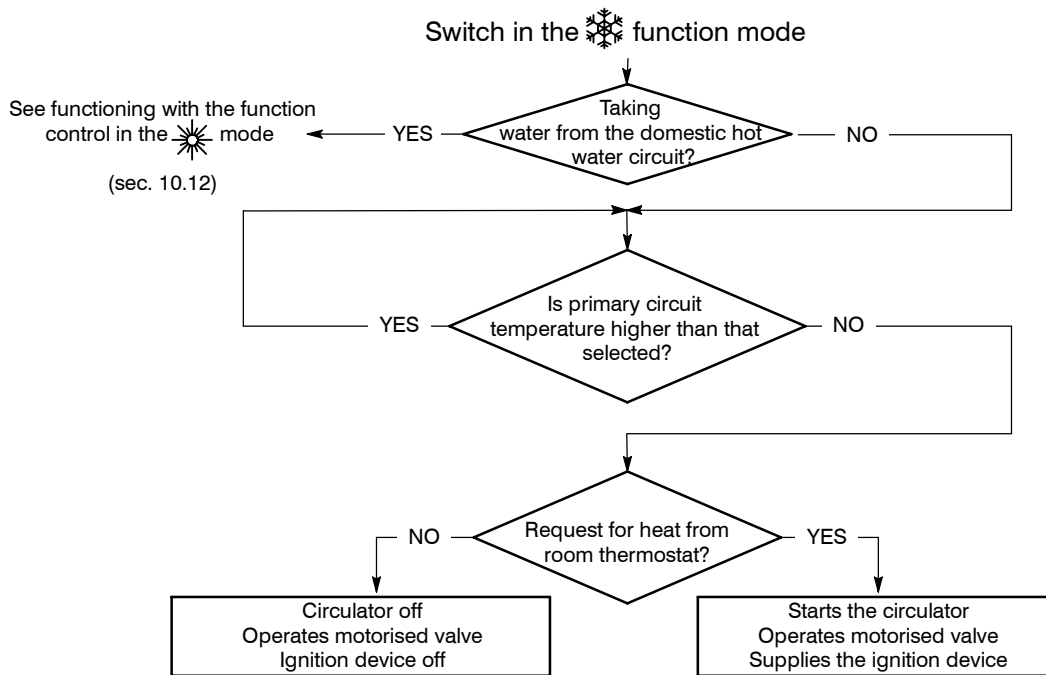 Switch in the function mode
Taking
water from the domestic hot
water circuit?
YES
NO
See functioning with the function
control in the mode
(sec. 10.12)
Is primary circuit
temperature higher than that
selected?
YES
NO
Request for heat from
room thermostat?
NO
YES
Circulator off
Operates motorised valve
Ignition device off
Starts the circulator
Operates motorised valve
Supplies the ignition device